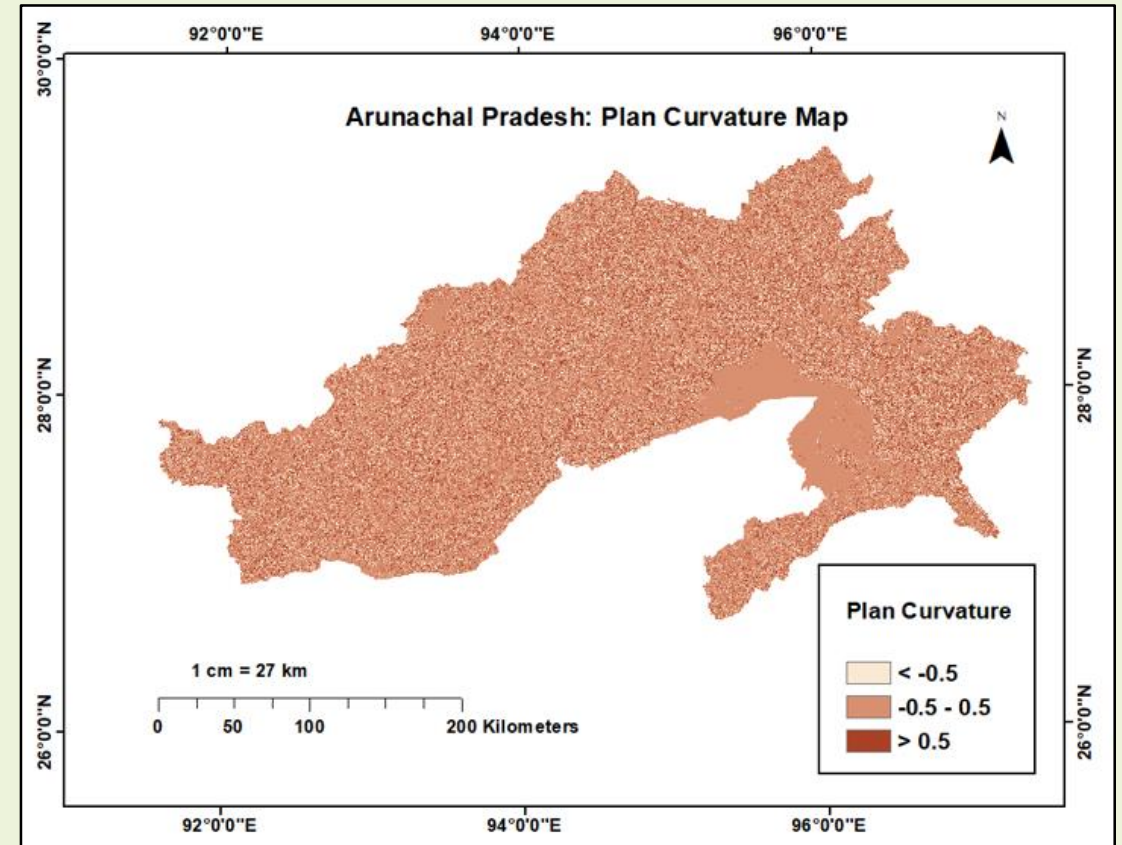 92°0'0"E 94°0'0"E 96°0'0"E
30°0'0"N
Arunachal Pradesh: Plan Curvature Map
N
28°0'0"N
28°0'0"N
Plan Curvature
< -0.5
-0.5 - 0.5
> 0.5
1 cm = 27 km
0 50 100 200 Kilometers
26°0'0"N
26°0'0"N
92°0'0"E 94°0'0"E 96°0'0"E